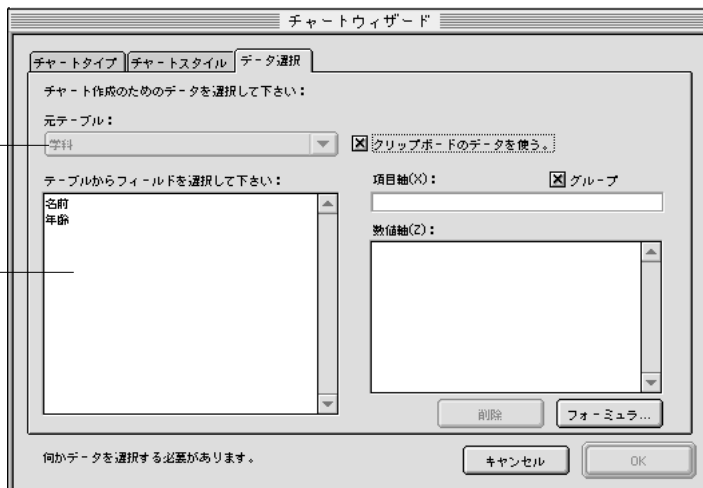 チャートウィザード
チャートタイプ チャートスタイル データ選択
チャート作成のためのデータを選択して下さい：
元テーブル：
学科 クリップボードのデータを使う。
テーブルからフィールドを選択して下さい： 項目軸(X)： グループ
名前
年齢
数値軸(Z)：
削除 フォーミュラ...
何かデータを選択する必要があります。 キャンセル OK